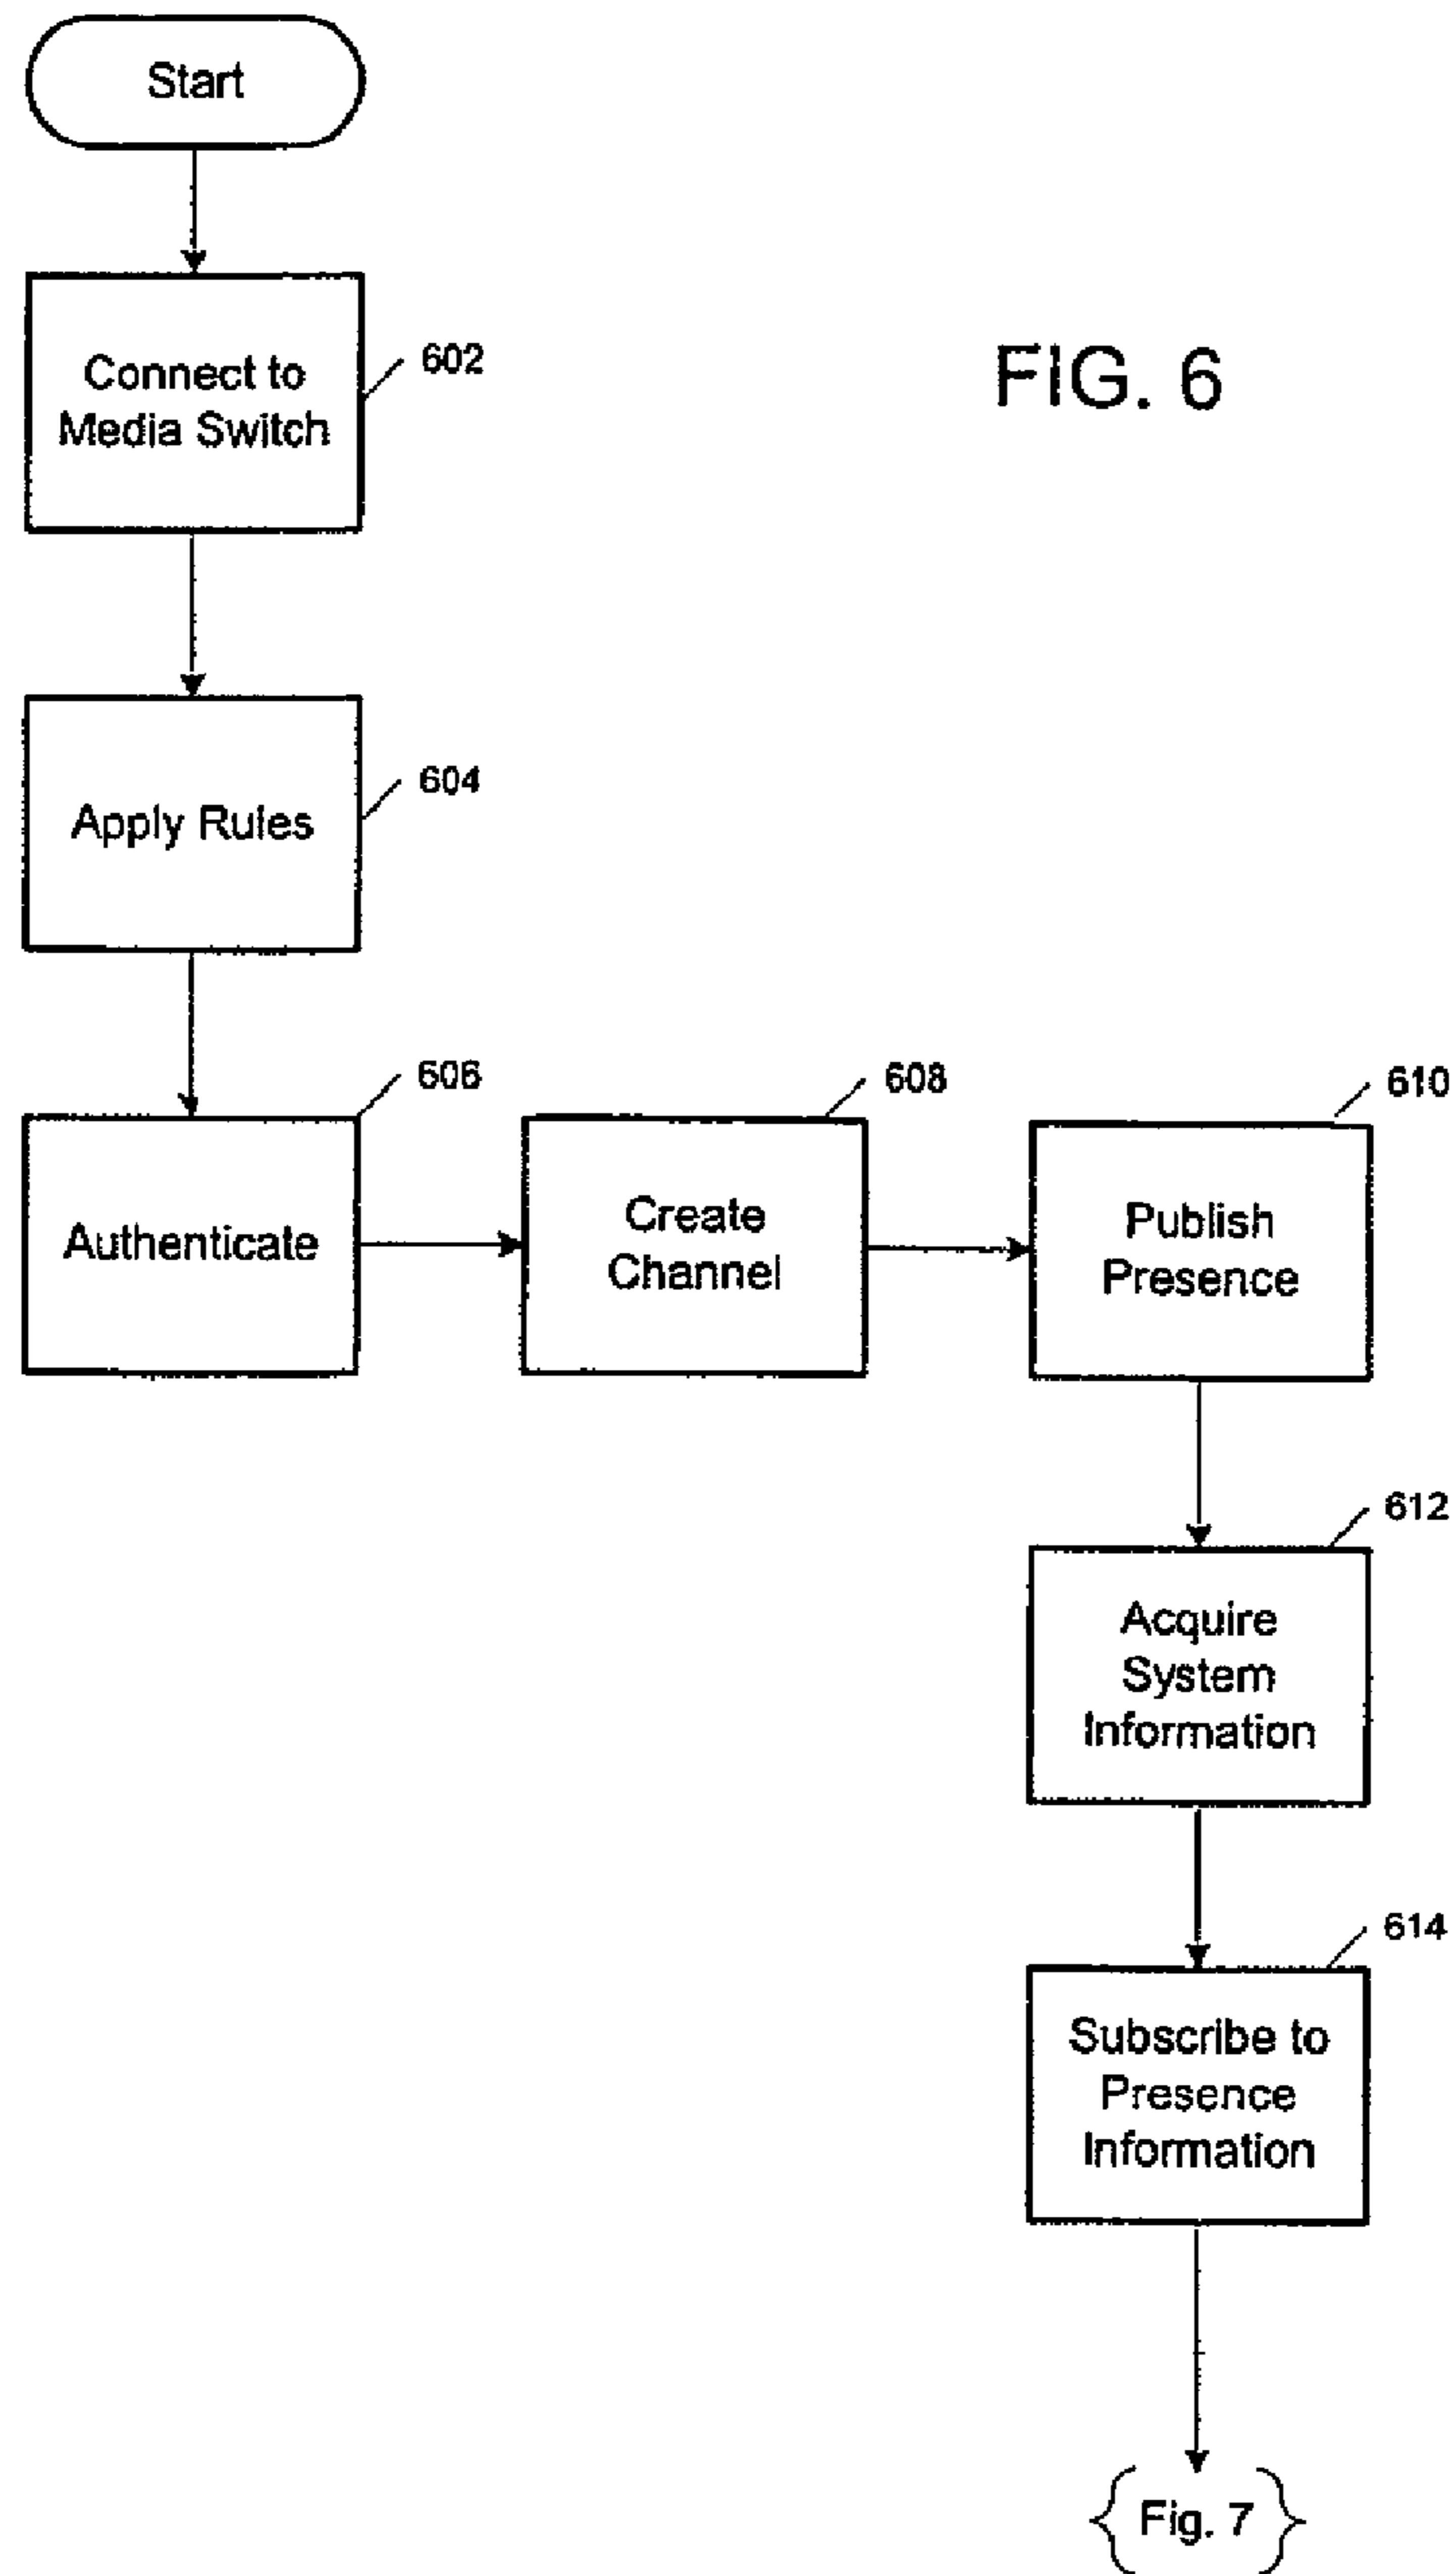 Start
Connect to
Media Switch
602
FIG. 6
Apply Rules
604
Authenticate
606
Create
Channel
608
Publish
Presence
610
Acquire
System
Information
612
Subscribe to
Presence
Information
614
{Fig. 7}